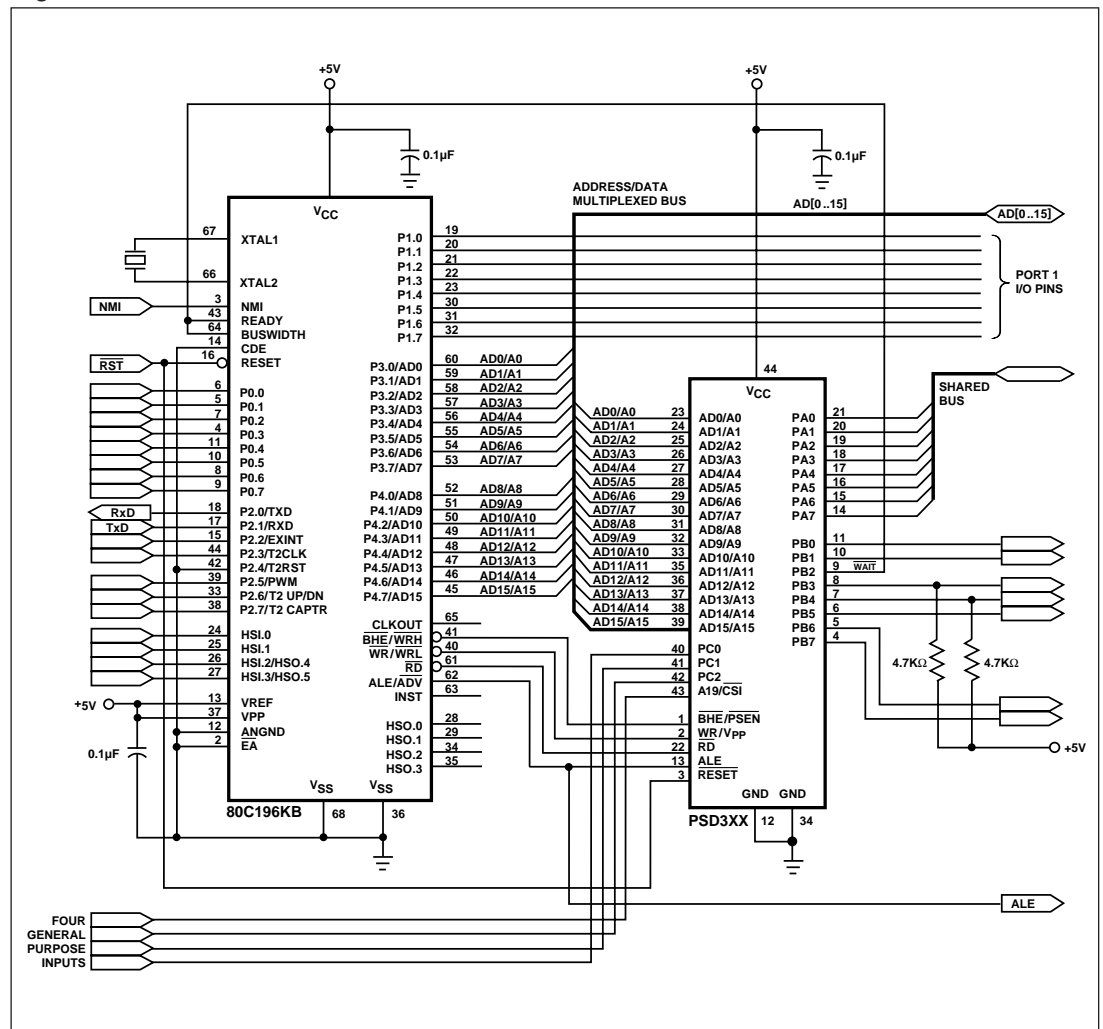 +5V
+5V
0.1µF
0.1µF
ADDRESS/DATA
MULTIPLEXED BUS
AD[0 ..15]
AD[0 ..15]
VCC
67 XTAL1
66 XTAL2
NMI 3 NMI
43 READY
64 BUSWIDTH
14 CDE
RST 16 RESET
6 P0.0
5 P0.1
7 P0.2
4 P0.3
11 P0.4
10 P0.5
8 P0.6
9 P0.7
RxD 18 P2.0/TXD
TxD 17 P2.1/RXD
15 P2.2/EXINT
44 P2.3/T2CLK
42 P2.4/T2RST
39 P2.5/PWM
33 P2.6/T2 UP/DN
38 P2.7/T2 CAPTR
24 HSI.0
25 HSI.1
26 HSI.2/HSO.4
27 HSI.3/HSO.5
+5V 13 VREF
37 VPP
12 ANGND
2 EA
0.1µF
P1.0 19
P1.1 20
P1.2 21
P1.3 22
P1.4 23
P1.5 30
P1.6 31
P1.7 32
PORT 1
I/O PINS
P3.0/AD0 60 AD0/A0
P3.1/AD1 59 AD1/A1
P3.2/AD2 58 AD2/A2
P3.3/AD3 57 AD3/A3
P3.4/AD4 56 AD4/A4
P3.5/AD5 55 AD5/A5
P3.6/AD6 54 AD6/A6
P3.7/AD7 53 AD7/A7
P4.0/AD8 52 AD8/A8
P4.1/AD9 51 AD9/A9
P4.2/AD10 50 AD10/A10
P4.3/AD11 49 AD11/A11
P4.4/AD12 48 AD12/A12
P4.5/AD13 47 AD13/A13
P4.6/AD14 46 AD14/A14
P4.7/AD15 45 AD15/A15
CLKOUT 65
BHE/WRH 41
WR/WRL 40
RD 61
ALE/ADV 62
INST 63
HSO.0 28
HSO.1 29
HSO.2 34
HSO.3 35
VSS VSS
80C196KB 68 36
44
VCC
AD0/A0 23 AD0/A0
AD1/A1 24 AD1/A1
AD2/A2 25 AD2/A2
AD3/A3 26 AD3/A3
AD4/A4 27 AD4/A4
AD5/A5 28 AD5/A5
AD6/A6 29 AD6/A6
AD7/A7 30 AD7/A7
AD8/A8 31 AD8/A8
AD9/A9 32 AD9/A9
AD10/A10 33 AD10/A10
AD11/A11 35 AD11/A11
AD12/A12 36 AD12/A12
AD13/A13 37 AD13/A13
AD14/A14 38 AD14/A14
AD15/A15 39 AD15/A15
40 PC0
41 PC1
42 PC2
43 A19/CSI
1 BHE/PSEN
2 WR/VPP
22 RD
13 ALE
3 RESET
GND GND
PSD3XX 12 34
SHARED
BUS
PA0 21
PA1 20
PA2 19
PA3 18
PA4 17
PA5 16
PA6 15
PA7 14
PB0 11
PB1 10
PB2 9 WAIT
PB3 8
PB4 7
PB5 6
PB6 5
PB7 4
4.7KΩ 4.7KΩ
+5V
ALE
FOUR
GENERAL
PURPOSE
INPUTS